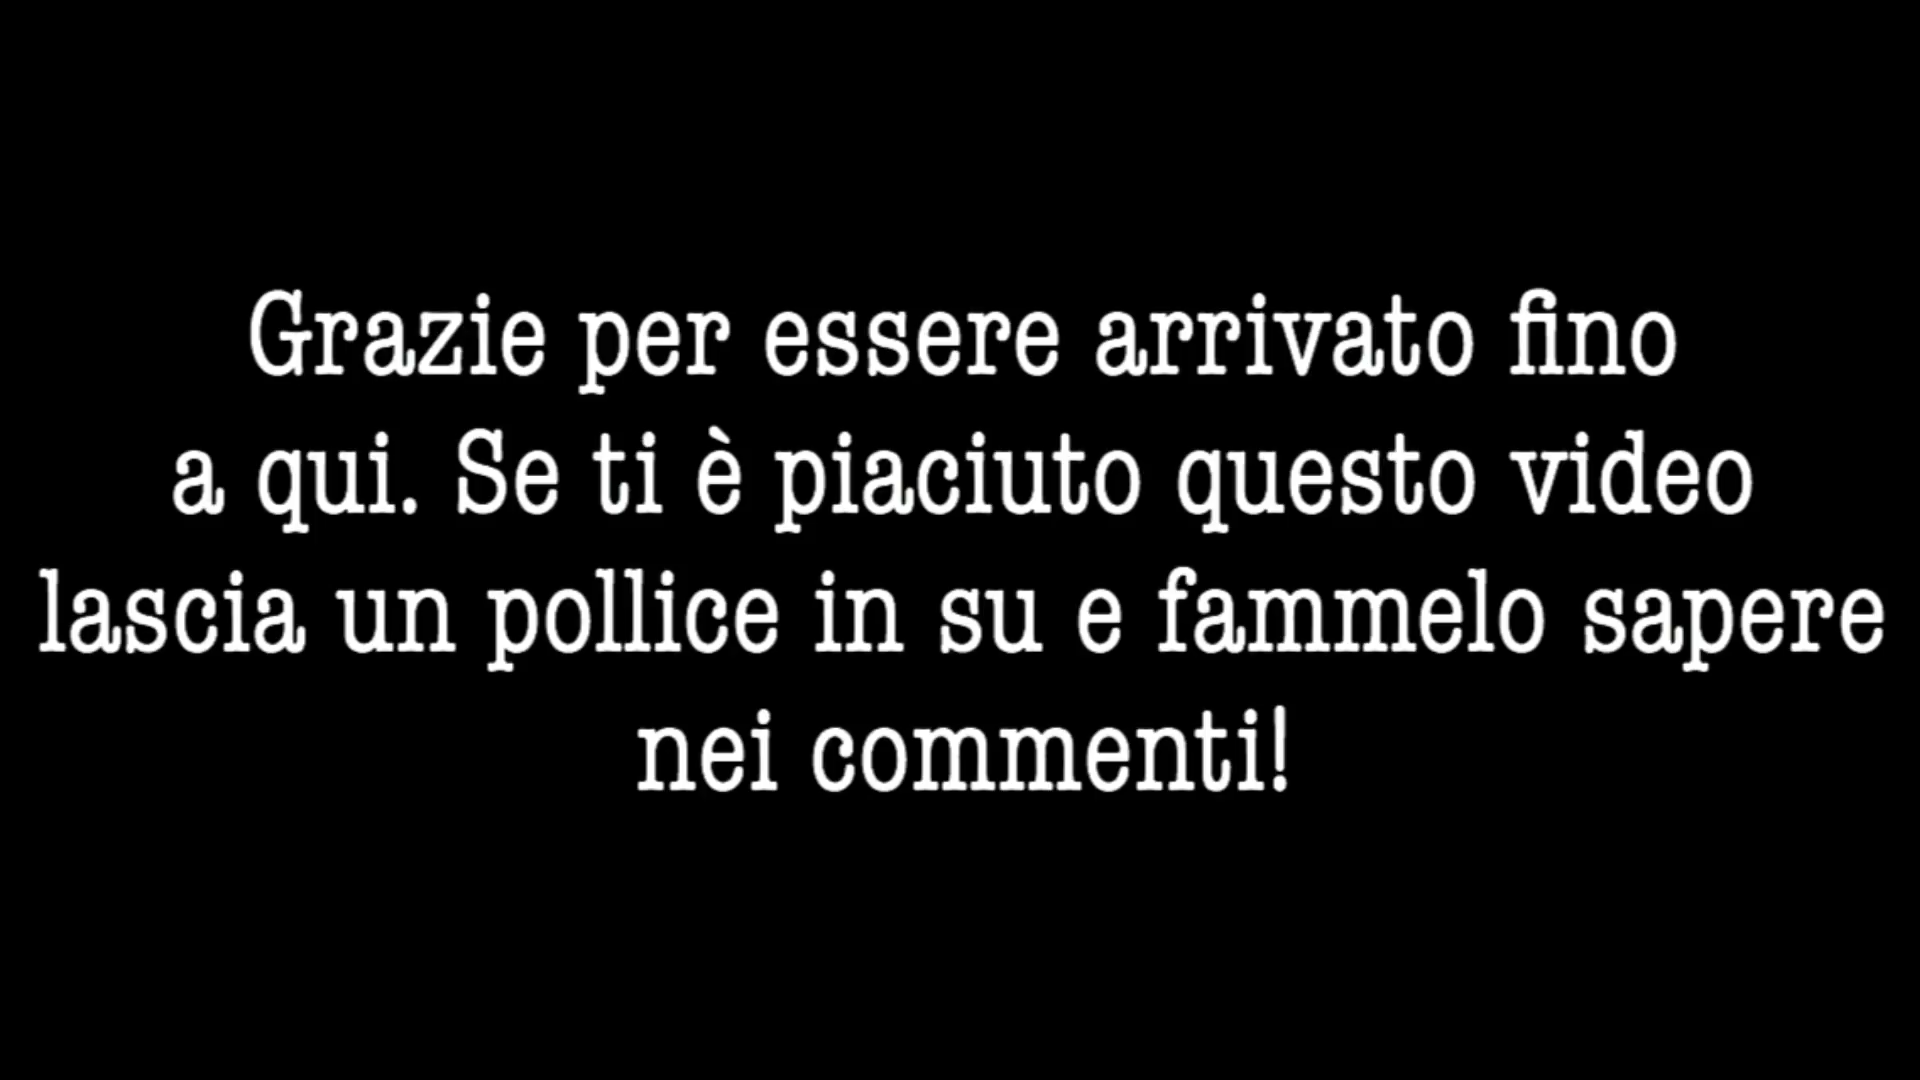 Grazie per essere arrivato fino
a qui. Se ti è piaciuto questo video
lascia un pollice in su e fammelo sapere
nei commenti!